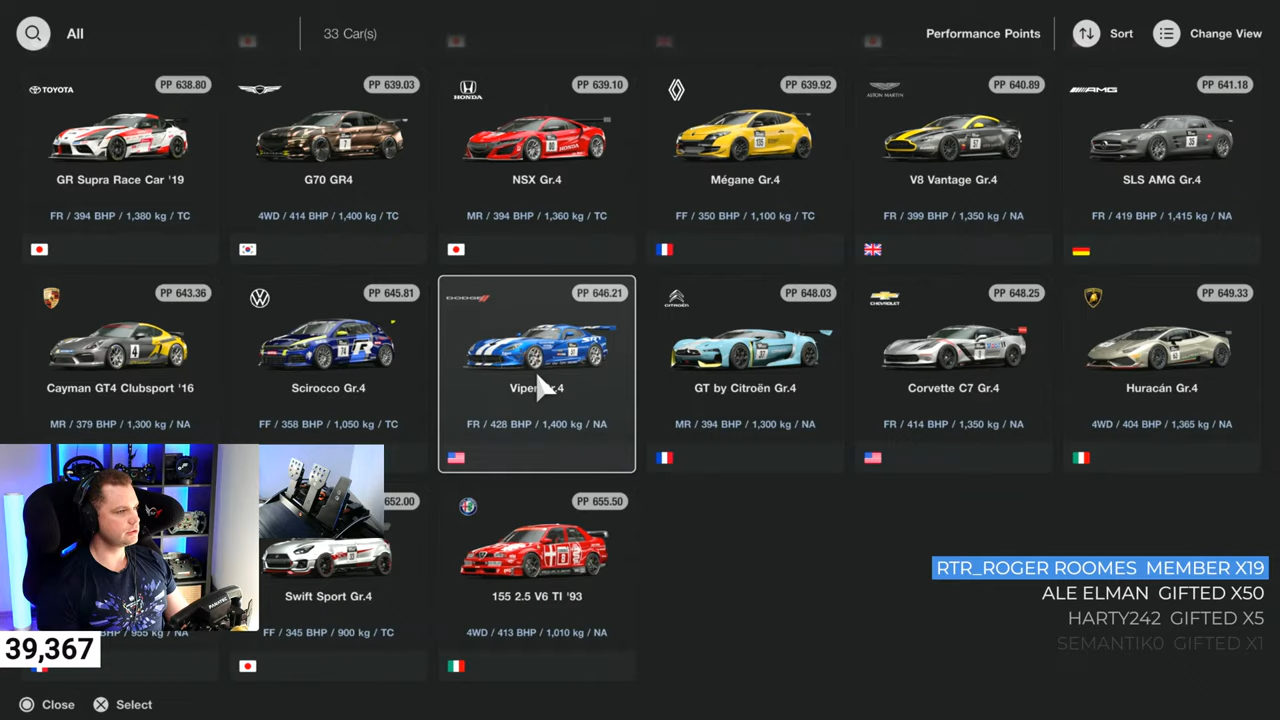 All
33 Car(s)
Performance Points
Sort
Change View
TOYOTA
PP 638.80
GR Supra Race Car '19
FR / 394 BHP / 1,380 kg / TC
PP 639.03
G70 GR4
4WD / 414 BHP / 1,400 kg / TC
HONDA
PP 639.10
NSX Gr.4
MR / 394 BHP / 1,360 kg / TC
PP 639.92
Mégane Gr.4
FF / 350 BHP / 1,100 kg / TC
ASTON MARTIN
PP 640.89
V8 Vantage Gr.4
FR / 399 BHP / 1,350 kg / NA
AMG
PP 641.18
SLS AMG Gr.4
FR / 419 BHP / 1,415 kg / NA
PP 643.36
Cayman GT4 Clubsport '16
MR / 379 BHP / 1,300 kg / NA
PP 645.81
Scirocco Gr.4
FF / 358 BHP / 1,050 kg / TC
DODGE
PP 646.21
Viper Gr.4
FR / 428 BHP / 1,400 kg / NA
CITROËN
PP 648.03
GT by Citroën Gr.4
MR / 394 BHP / 1,300 kg / NA
CHEVROLET
PP 648.25
Corvette C7 Gr.4
FR / 414 BHP / 1,350 kg / NA
PP 649.33
Huracán Gr.4
4WD / 404 BHP / 1,365 kg / NA
955 kg / NA
652.00
Swift Sport Gr.4
FF / 345 BHP / 900 kg / TC
PP 655.50
155 2.5 V6 TI '93
4WD / 413 BHP / 1,010 kg / NA
RTR_ROGER ROOMES MEMBER X19
ALE ELMAN GIFTED X50
HARTY242 GIFTED X5
SEMANTIK0 GIFTED X1
39,367
Close
Select